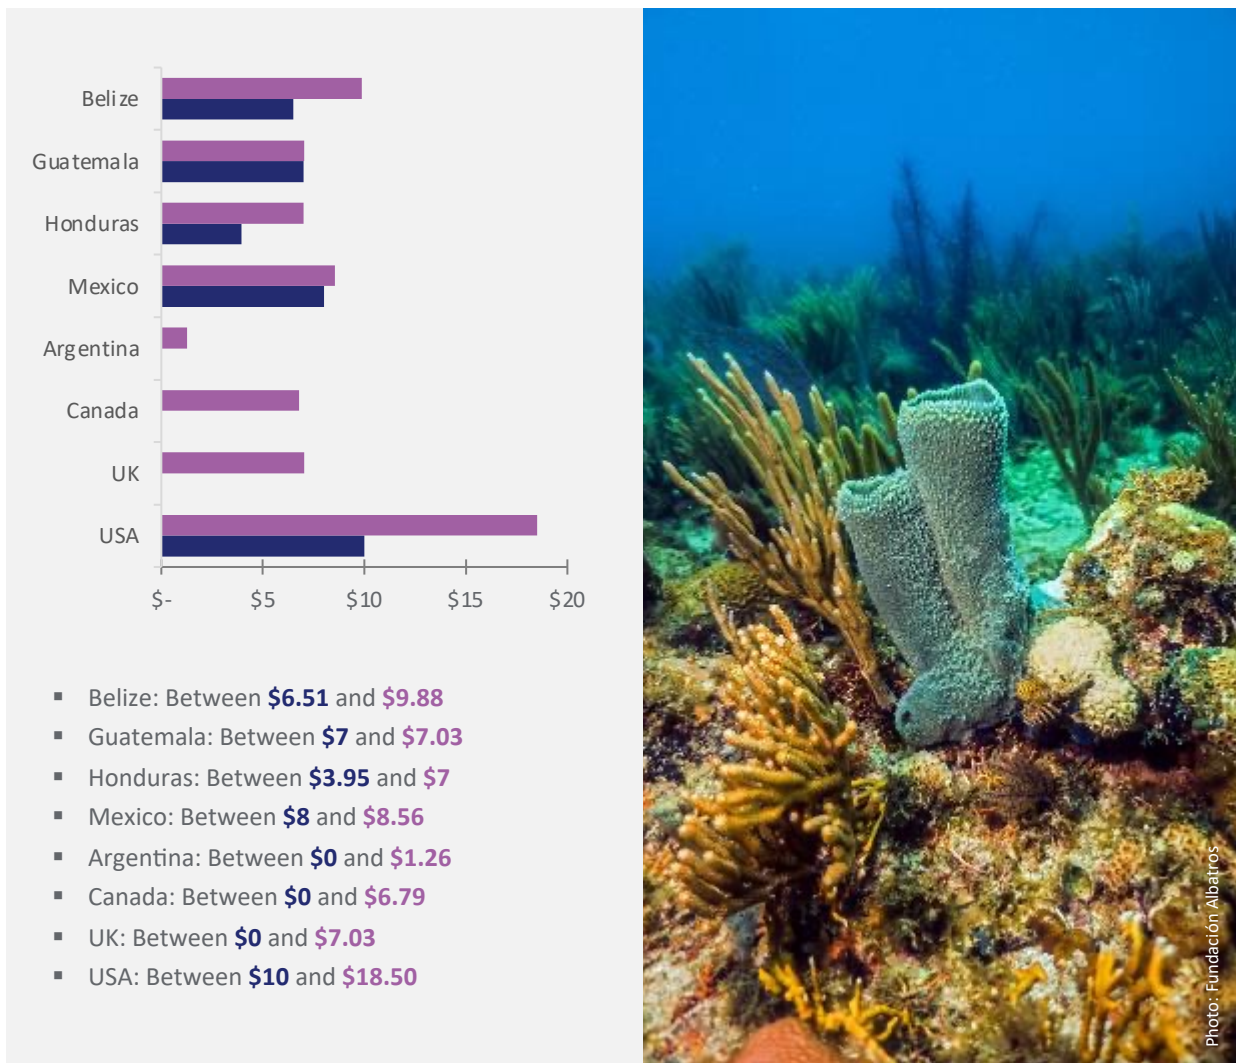 Belize
Guatemala
Honduras
Mexico
Argentina
Canada
UK
USA
$- $5 $10 $15 $20
▪ Belize: Between $6.51 and $9.88
▪ Guatemala: Between $7 and $7.03
▪ Honduras: Between $3.95 and $7
▪ Mexico: Between $8 and $8.56
▪ Argentina: Between $0 and $1.26
▪ Canada: Between $0 and $6.79
▪ UK: Between $0 and $7.03
▪ USA: Between $10 and $18.50
Photo: Fundación Albatros